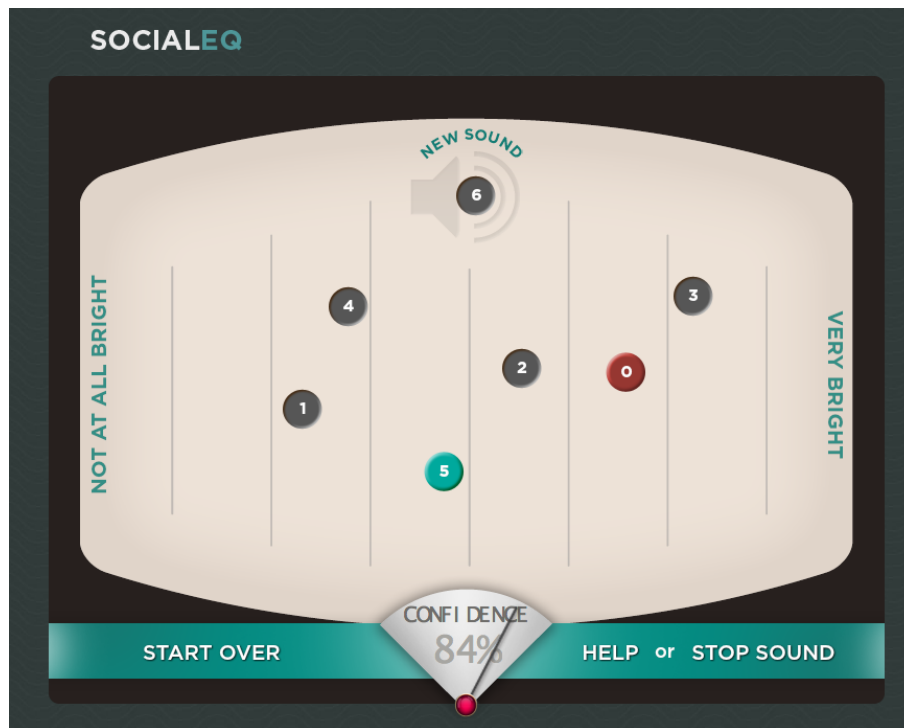 SOCIALEQ
NEW SOUND
6
4
3
2
0
1
5
NOT AT ALL BRIGHT
VERY BRIGHT
CONFIDENCE
84%
START OVER
HELP or STOP SOUND